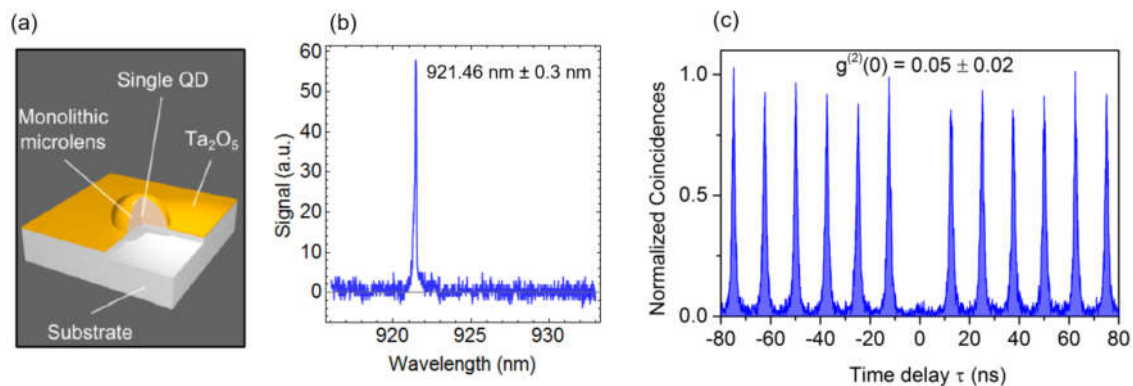 (a)
Single QD
Monolithic
microlens
Ta₂O₅
Substrate
(b)
921.46 nm ± 0.3 nm
Signal (a.u.)
60
50
40
30
20
10
0
920
925
930
Wavelength (nm)
(c)
g⁽²⁾(0) = 0.05 ± 0.02
Normalized Coincidences
1.0
0.5
0.0
-80 -60 -40 -20 0 20 40 60 80
Time delay τ (ns)